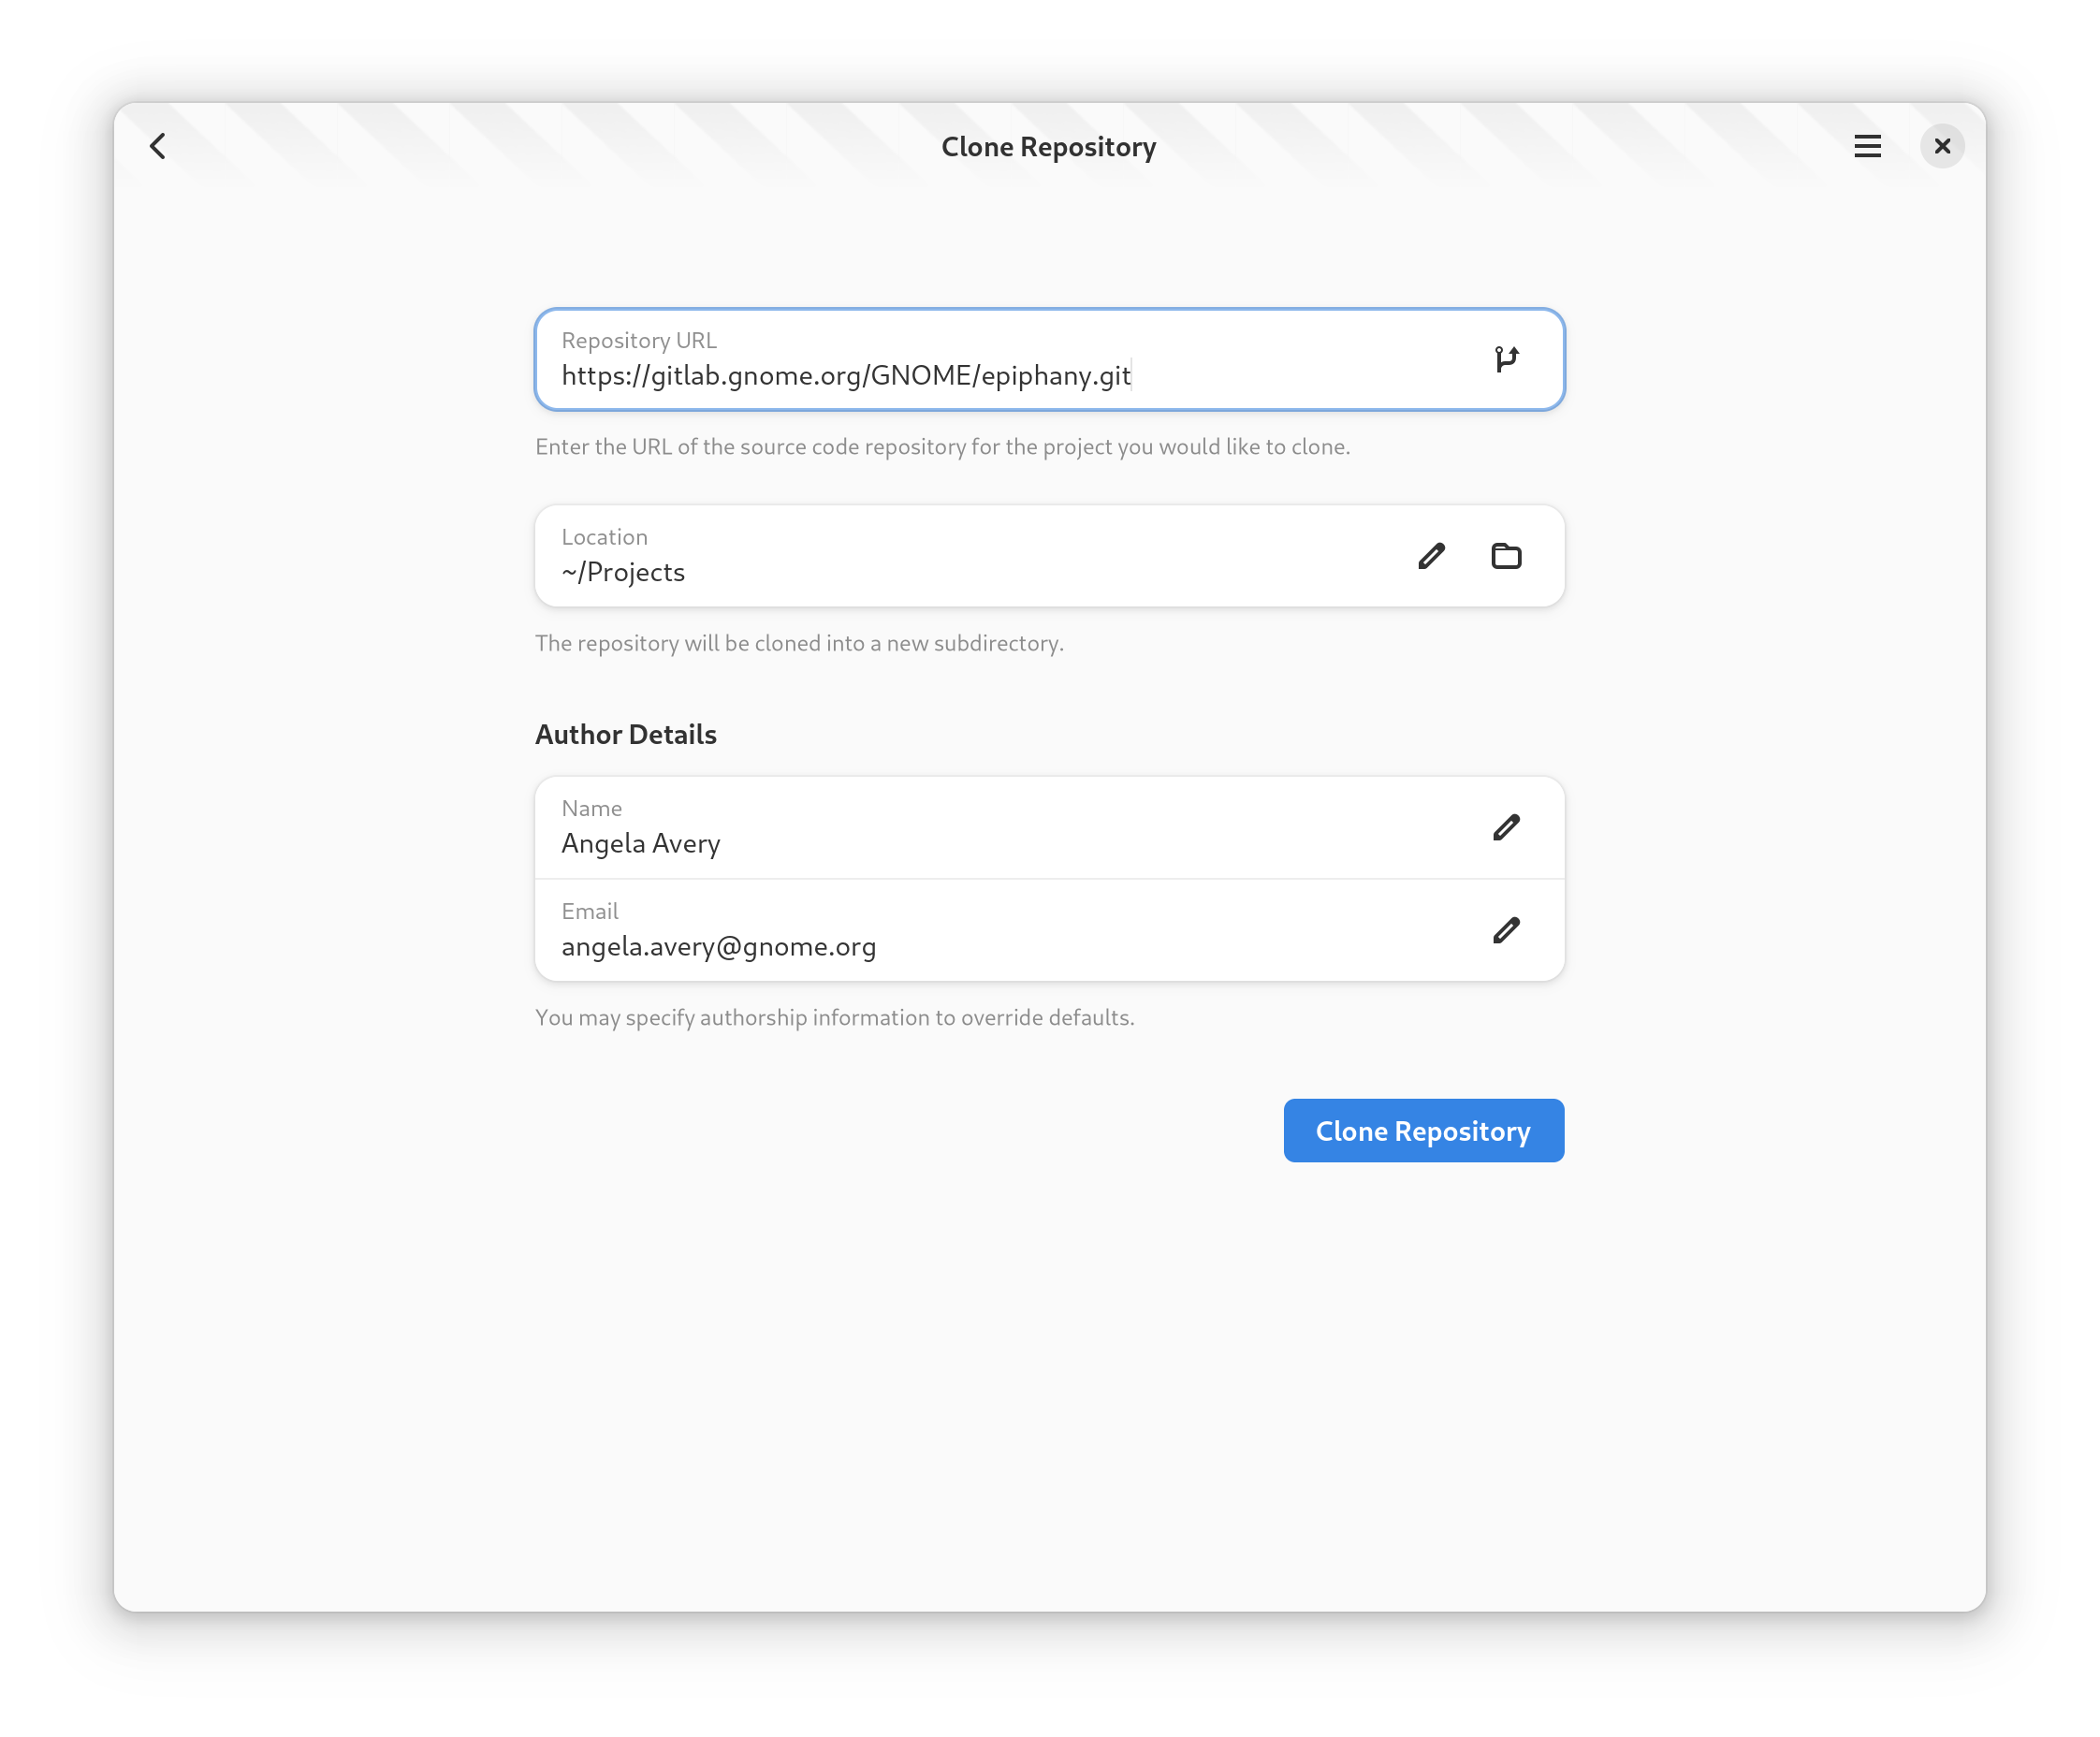 Clone Repository
Repository URL
https://gitlab.gnome.org/GNOME/epiphany.git
Enter the URL of the source code repository for the project you would like to clone.
Location
~/Projects
The repository will be cloned into a new subdirectory.
Author Details
Name
Angela Avery
Email
angela.avery@gnome.org
You may specify authorship information to override defaults.
Clone Repository